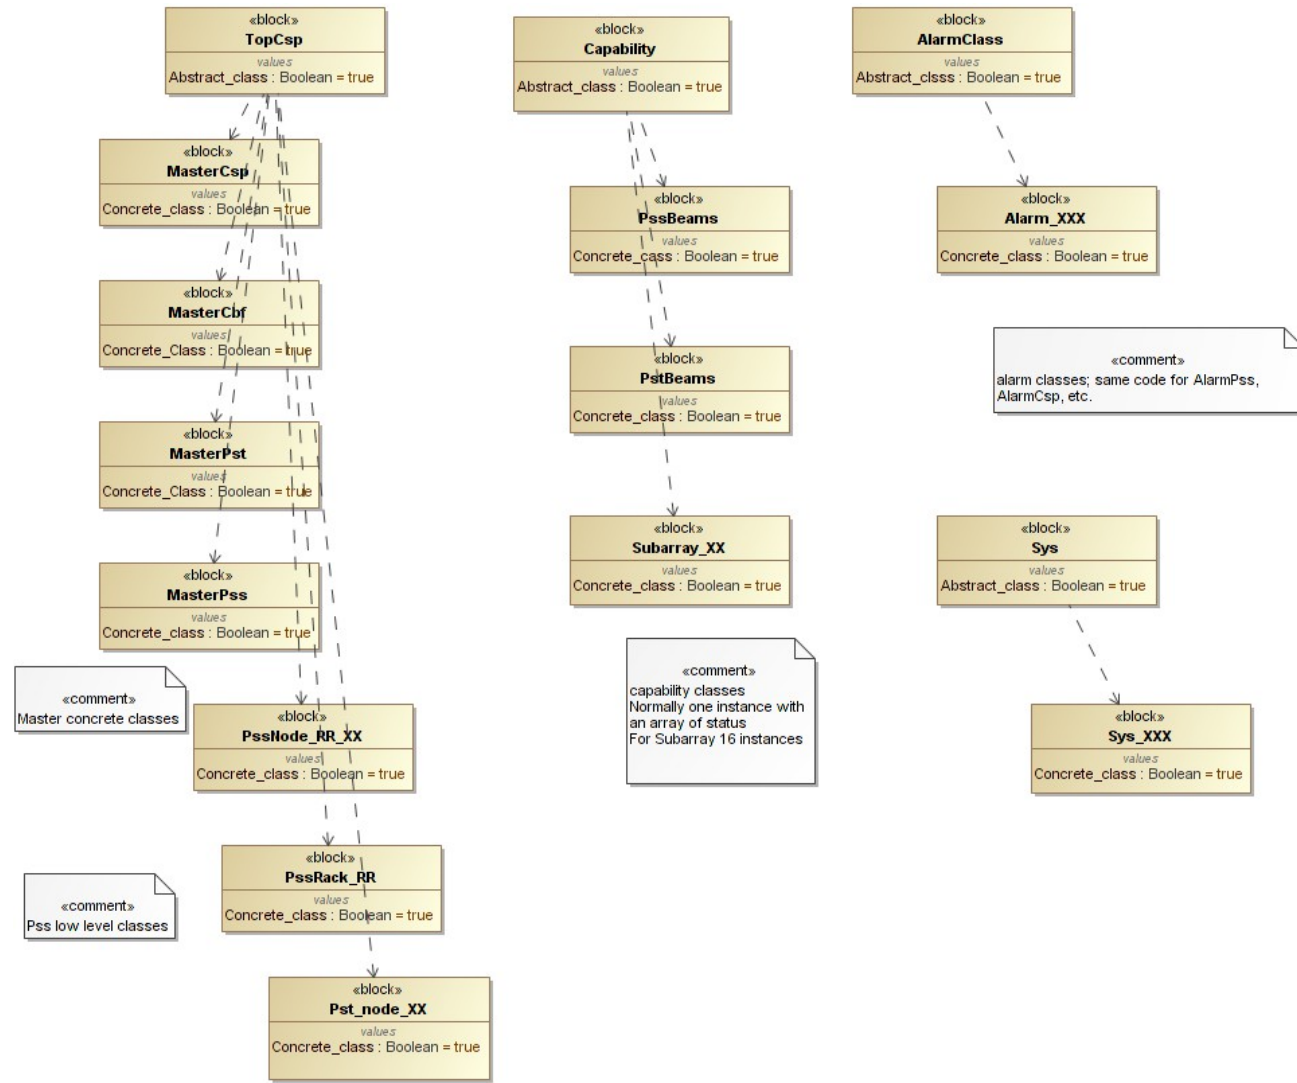 «block»
TopCsp
values
Abstract_class : Boolean = true
«block»
MasterCsp
values
Concrete_class : Boolean = true
«block»
MasterCbf
values
Concrete_Class : Boolean = true
«block»
MasterPst
values
Concrete_Class : Boolean = true
«block»
MasterPss
values
Concrete_class : Boolean = true
«comment»
Master concrete classes
«block»
PssNode_RR_XX
values
Concrete_class : Boolean = true
«block»
PssRack_RR
values
Concrete_class : Boolean = true
«comment»
Pss low level classes
«block»
Pst_node_XX
values
Concrete_class : Boolean = true
«block»
Capability
values
Abstract_class : Boolean = true
«block»
PssBeams
values
Concrete_cass : Boolean = true
«block»
PstBeams
values
Concrete_class : Boolean = true
«block»
Subarray_XX
values
Concrete_class : Boolean = true
«comment»
capability classes
Normally one instance with
an array of status
For Subarray 16 instances
«block»
AlarmClass
values
Abstract_clsss : Boolean = true
«block»
Alarm_XXX
values
Concrete_class : Boolean = true
«comment»
alarm classes; same code for AlarmPss,
AlarmCsp, etc.
«block»
Sys
values
Abstract_class : Boolean = true
«block»
Sys_XXX
values
Concrete_class : Boolean = true